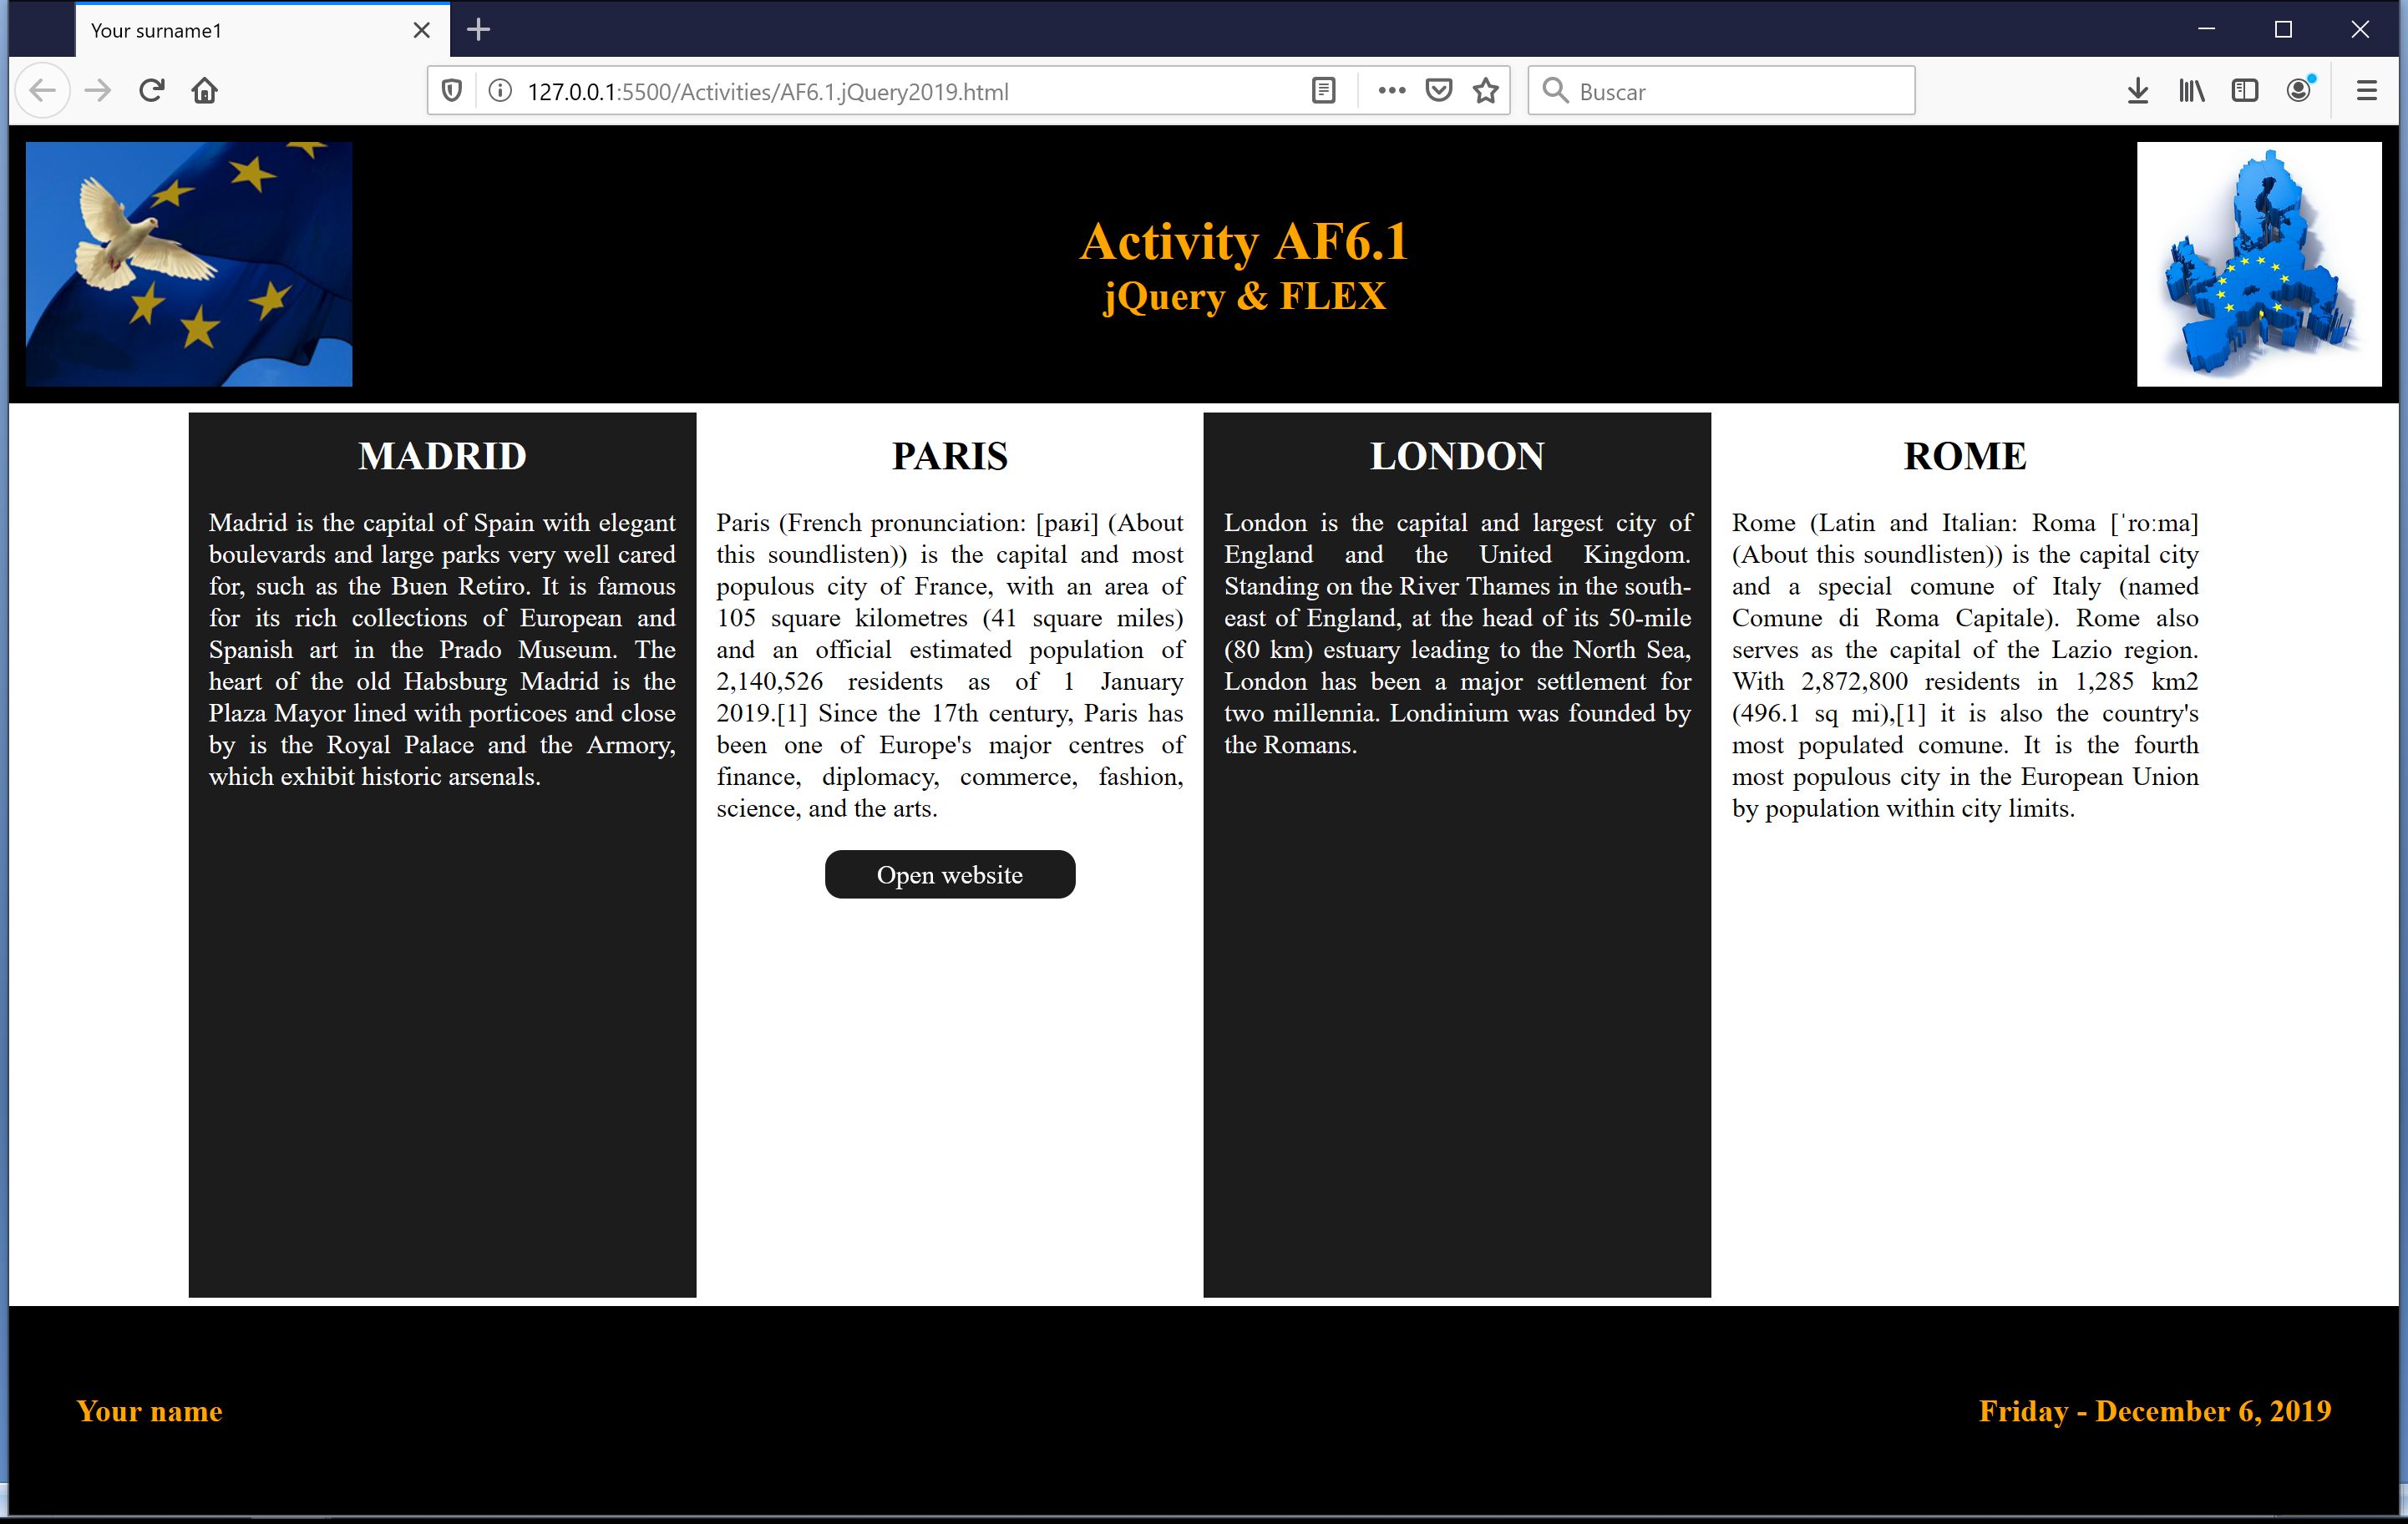 Your surname1
127.0.0.1:5500/Activities/AF6.1.jQuery2019.html
Buscar
Activity AF6.1
jQuery & FLEX
MADRID
Madrid is the capital of Spain with elegant
boulevards and large parks very well cared
for, such as the Buen Retiro. It is famous
for its rich collections of European and
Spanish art in the Prado Museum. The
heart of the old Habsburg Madrid is the
Plaza Mayor lined with porticoes and close
by is the Royal Palace and the Armory,
which exhibit historic arsenals.
PARIS
Paris (French pronunciation: [paʁi] (About
this soundlisten)) is the capital and most
populous city of France, with an area of
105 square kilometres (41 square miles)
and an official estimated population of
2,140,526 residents as of 1 January
2019.[1] Since the 17th century, Paris has
been one of Europe's major centres of
finance, diplomacy, commerce, fashion,
science, and the arts.
Open website
LONDON
London is the capital and largest city of
England and the United Kingdom.
Standing on the River Thames in the south-
east of England, at the head of its 50-mile
(80 km) estuary leading to the North Sea,
London has been a major settlement for
two millennia. Londinium was founded by
the Romans.
ROME
Rome (Latin and Italian: Roma [ˈroːma]
(About this soundlisten)) is the capital city
and a special comune of Italy (named
Comune di Roma Capitale). Rome also
serves as the capital of the Lazio region.
With 2,872,800 residents in 1,285 km2
(496.1 sq mi),[1] it is also the country's
most populated comune. It is the fourth
most populous city in the European Union
by population within city limits.
Your name
Friday - December 6, 2019